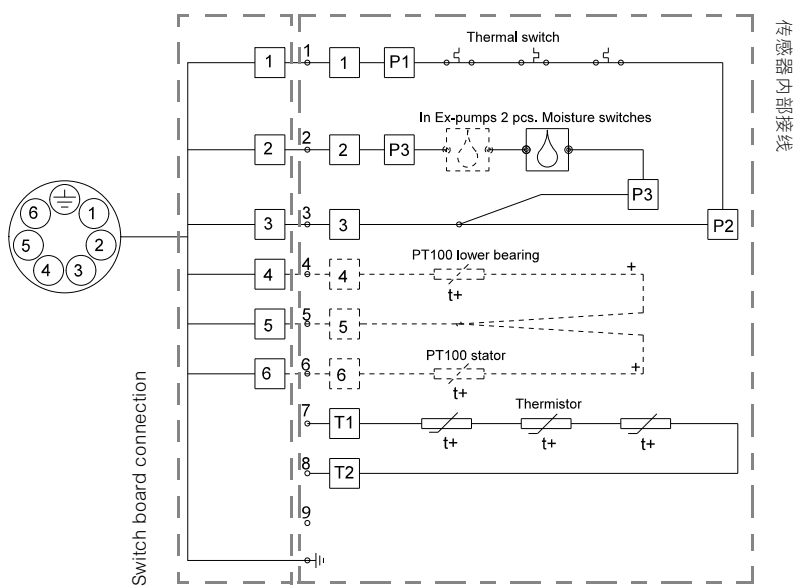 传感器内部接线
Thermal switch
1 1 1 P1
In Ex-pumps 2 pcs. Moisture switches
2 2 2 P3
P3
3 3 3 P2
PT100 lower bearing
4 4 4 +
t+
5 5 5
PT100 stator
6 6 6 +
t+
Thermistor
7 T1
t+ t+ t+
8 T2
9
6 1
5 2
4 3
Switch board connection